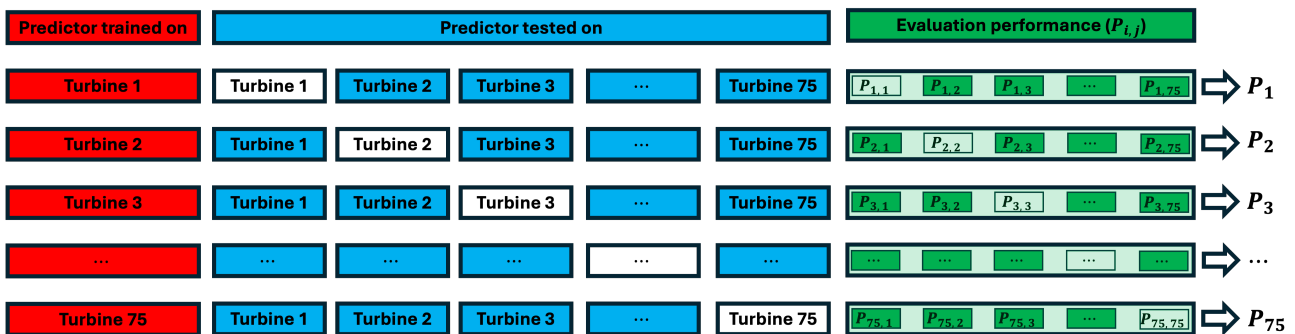 Predictor trained on Predictor tested on Evaluation performance (P_{i,j})
Turbine 1 Turbine 1 Turbine 2 Turbine 3 ... Turbine 75 P_{1,1} P_{1,2} P_{1,3} ... P_{1,75} P_1
Turbine 2 Turbine 1 Turbine 2 Turbine 3 ... Turbine 75 P_{2,1} P_{2,2} P_{2,3} ... P_{2,75} P_2
Turbine 3 Turbine 1 Turbine 2 Turbine 3 ... Turbine 75 P_{3,1} P_{3,2} P_{3,3} ... P_{3,75} P_3
... ... ... ... ... ... ... ... ... ... ... ...
Turbine 75 Turbine 1 Turbine 2 Turbine 3 ... Turbine 75 P_{75,1} P_{75,2} P_{75,3} ... P_{75,75} P_{75}